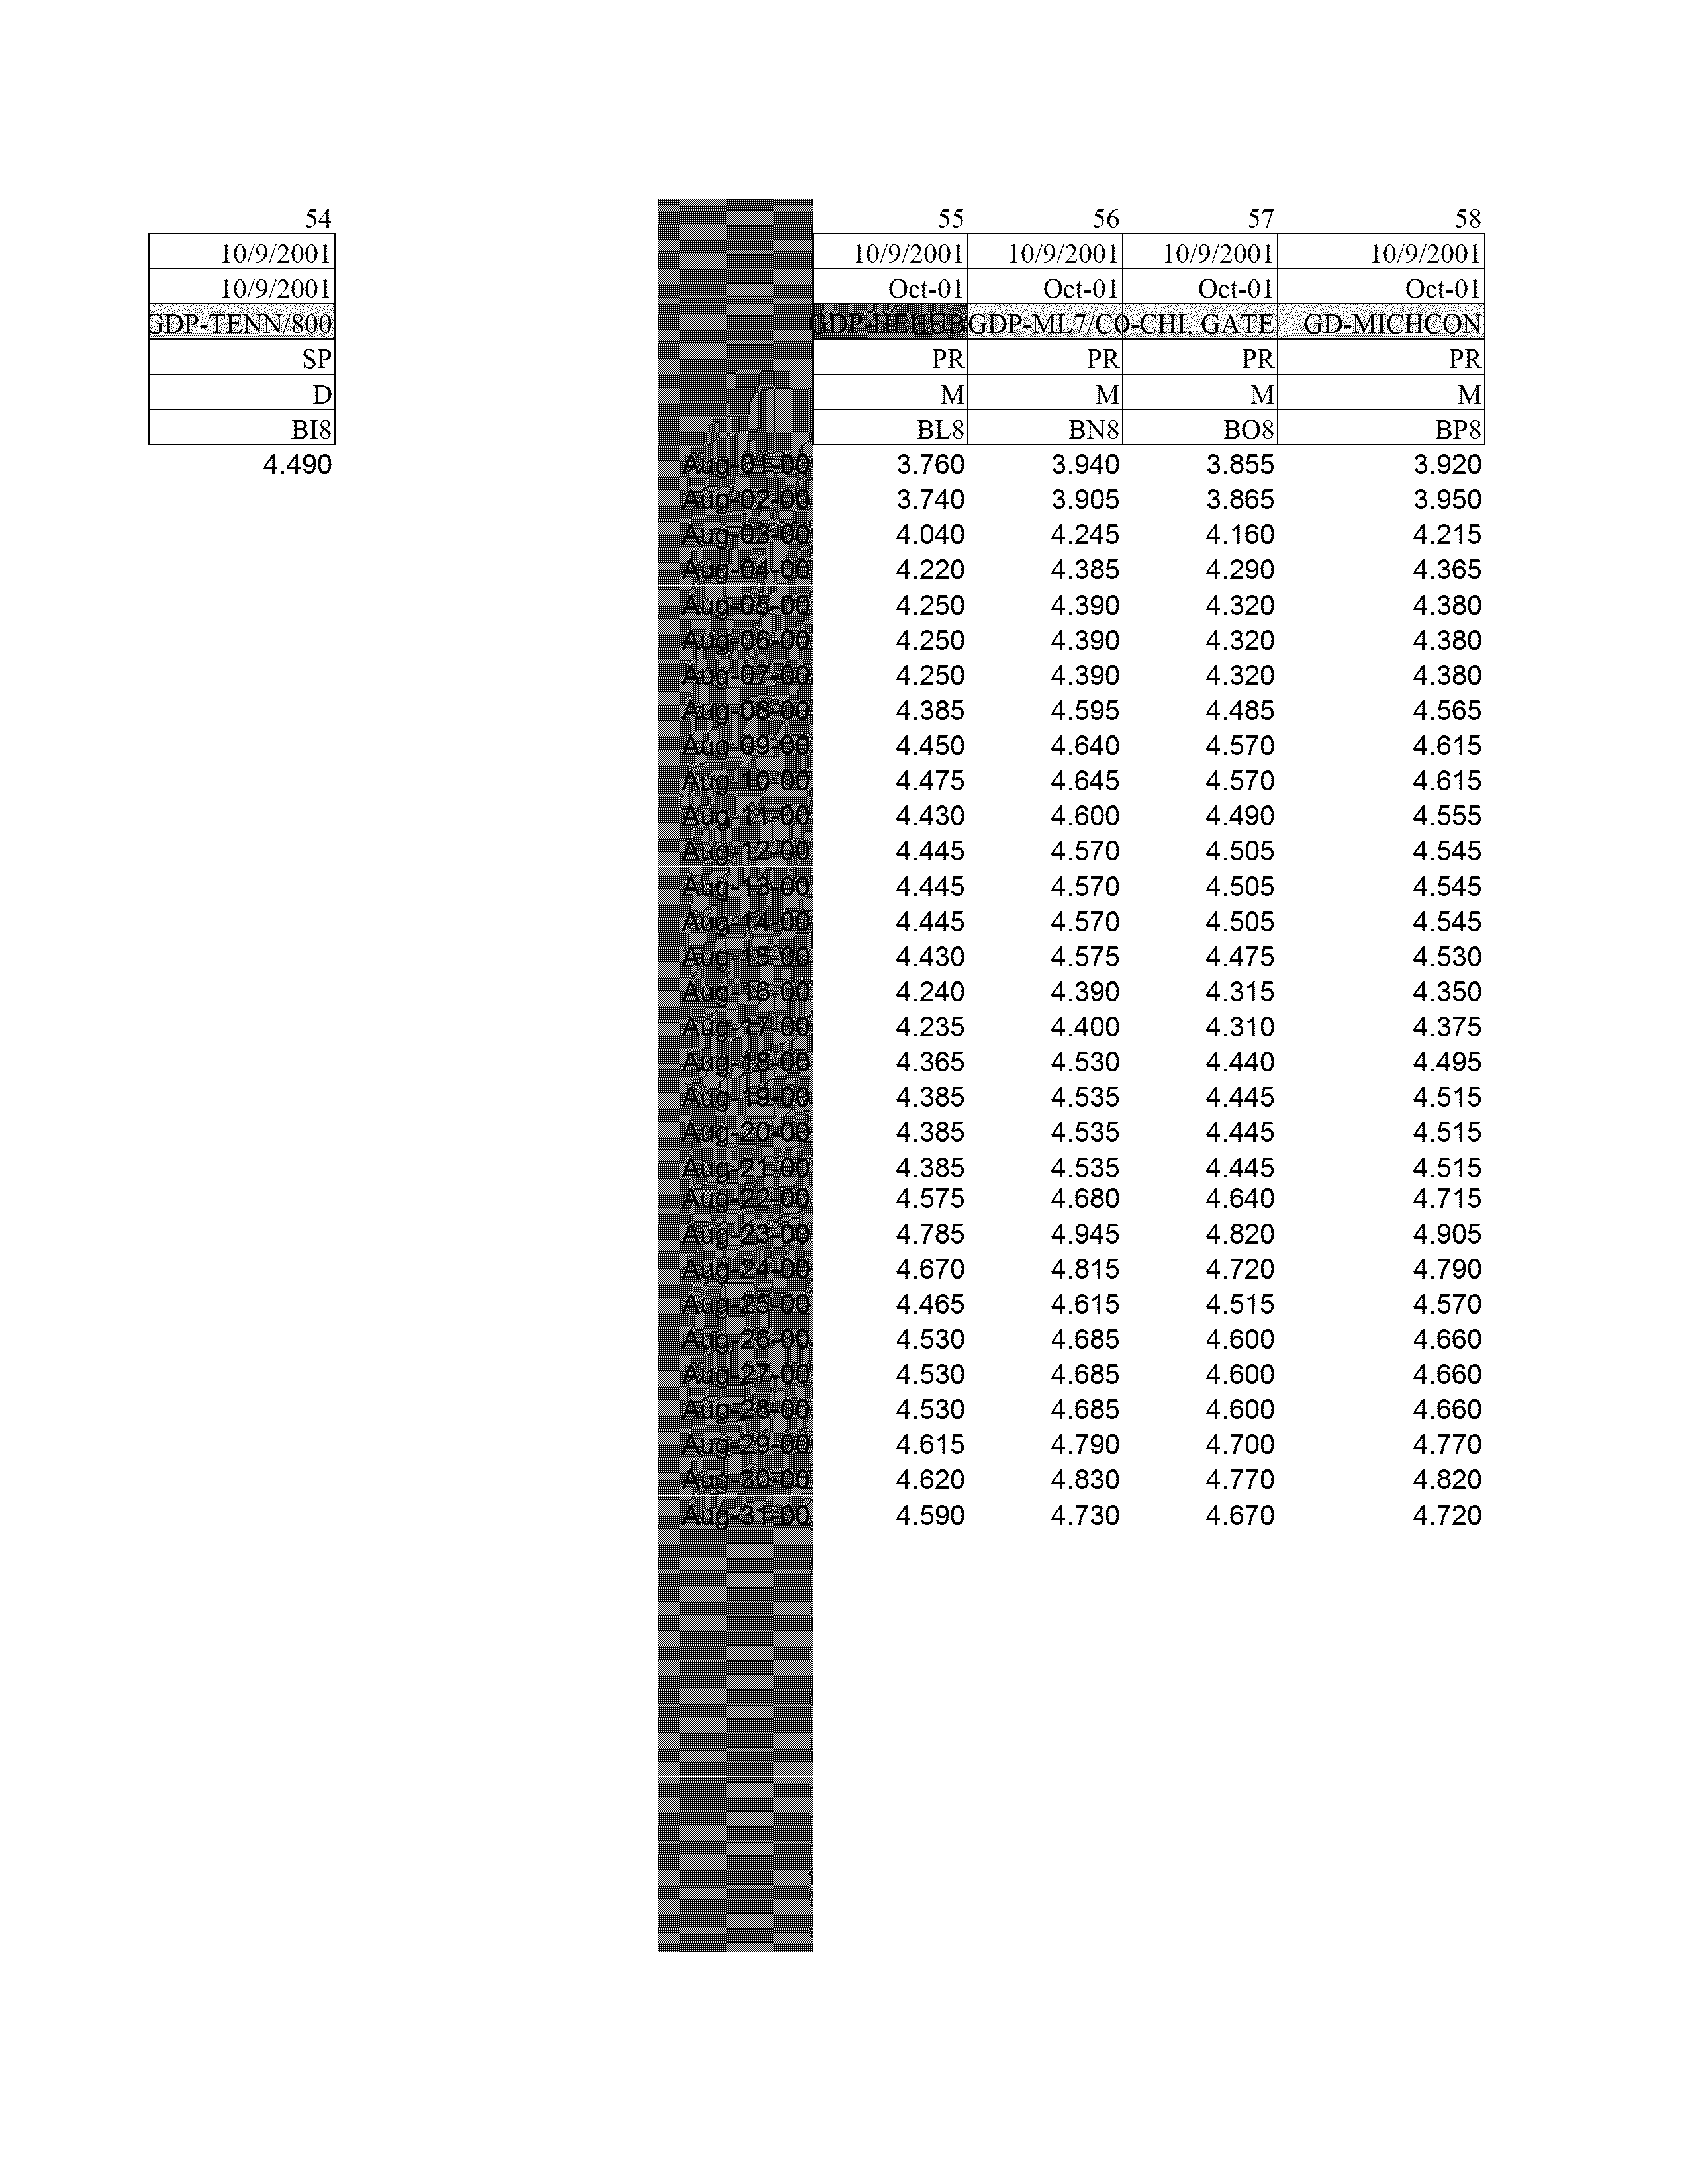 54 55 56 57 58
10/9/2001 10/9/2001 10/9/2001 10/9/2001 10/9/2001
10/9/2001 Oct-01 Oct-01 Oct-01 Oct-01
GDP-TENN/800 GDP-HEHUB GDP-ML7/CO -CHI. GATE GD-MICHCON
SP PR PR PR PR
D M M M M
BI8 BL8 BN8 BO8 BP8
4.490 Aug-01-00 3.760 3.940 3.855 3.920
Aug-02-00 3.740 3.905 3.865 3.950
Aug-03-00 4.040 4.245 4.160 4.215
Aug-04-00 4.220 4.385 4.290 4.365
Aug-05-00 4.250 4.390 4.320 4.380
Aug-06-00 4.250 4.390 4.320 4.380
Aug-07-00 4.250 4.390 4.320 4.380
Aug-08-00 4.385 4.595 4.485 4.565
Aug-09-00 4.450 4.640 4.570 4.615
Aug-10-00 4.475 4.645 4.570 4.615
Aug-11-00 4.430 4.600 4.490 4.555
Aug-12-00 4.445 4.570 4.505 4.545
Aug-13-00 4.445 4.570 4.505 4.545
Aug-14-00 4.445 4.570 4.505 4.545
Aug-15-00 4.430 4.575 4.475 4.530
Aug-16-00 4.240 4.390 4.315 4.350
Aug-17-00 4.235 4.400 4.310 4.375
Aug-18-00 4.365 4.530 4.440 4.495
Aug-19-00 4.385 4.535 4.445 4.515
Aug-20-00 4.385 4.535 4.445 4.515
Aug-21-00 4.385 4.535 4.445 4.515
Aug-22-00 4.575 4.680 4.640 4.715
Aug-23-00 4.785 4.945 4.820 4.905
Aug-24-00 4.670 4.815 4.720 4.790
Aug-25-00 4.465 4.615 4.515 4.570
Aug-26-00 4.530 4.685 4.600 4.660
Aug-27-00 4.530 4.685 4.600 4.660
Aug-28-00 4.530 4.685 4.600 4.660
Aug-29-00 4.615 4.790 4.700 4.770
Aug-30-00 4.620 4.830 4.770 4.820
Aug-31-00 4.590 4.730 4.670 4.720